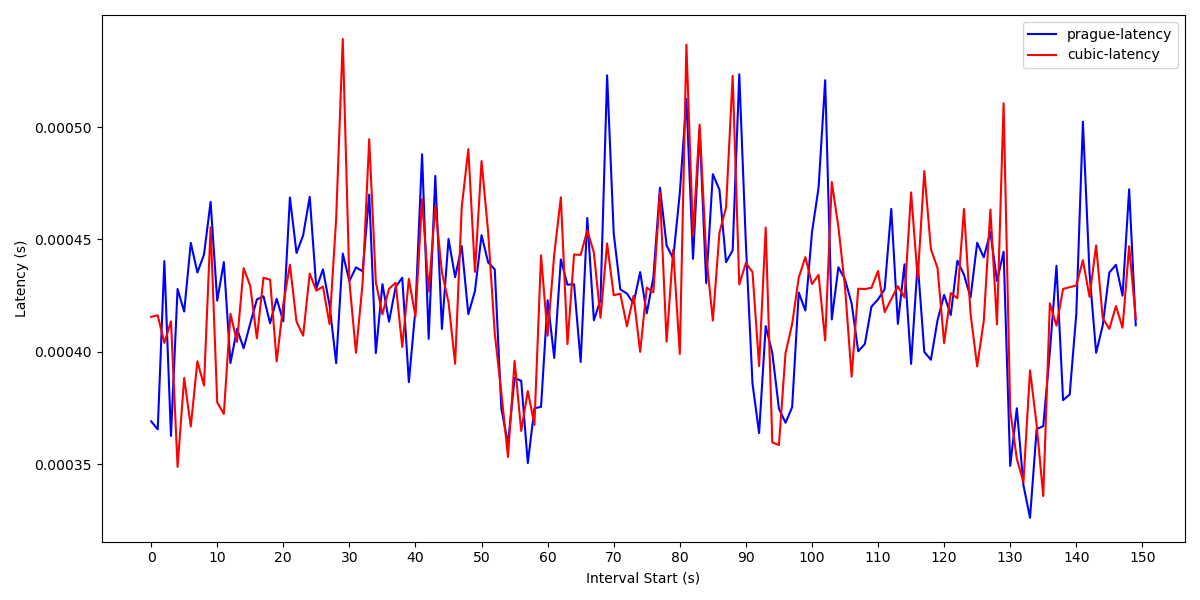 prague-latency
cubic-latency
0.00050
0.00045
0.00040
0.00035
Latency (s)
0 10 20 30 40 50 60 70 80 90 100 110 120 130 140 150
Interval Start (s)